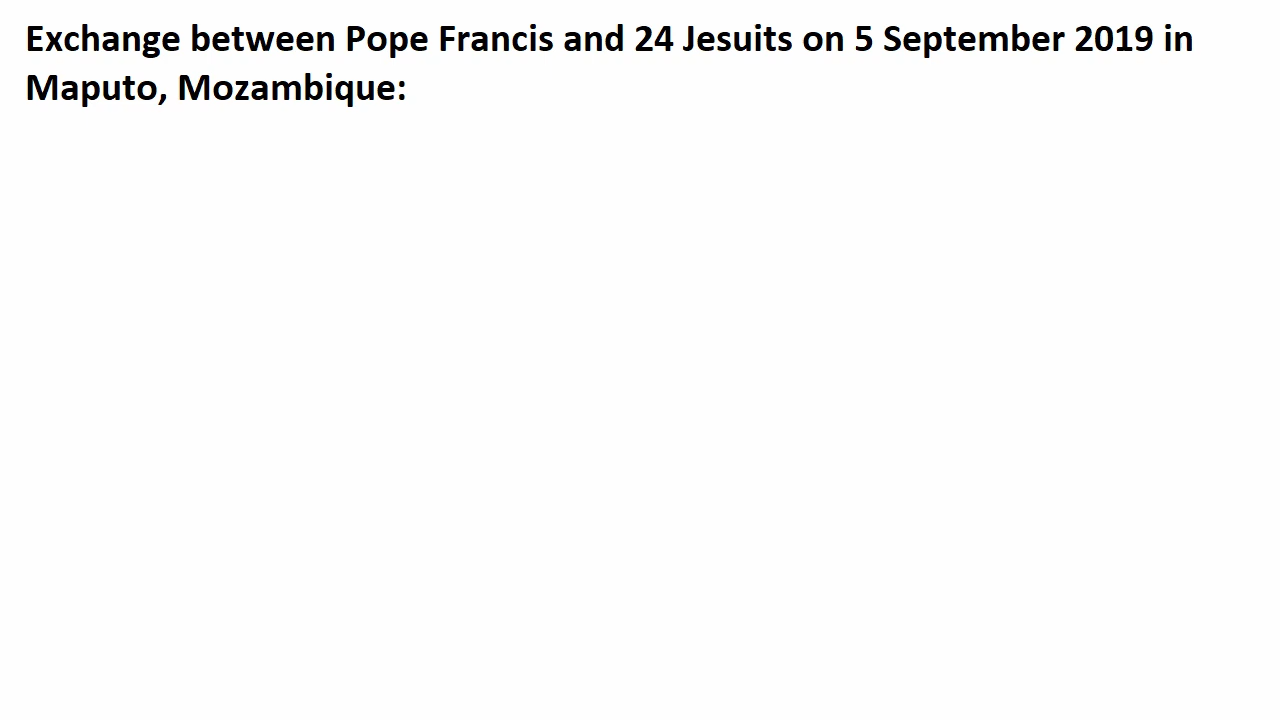 Exchange between Pope Francis and 24 Jesuits on 5 September 2019 in
Maputo, Mozambique: